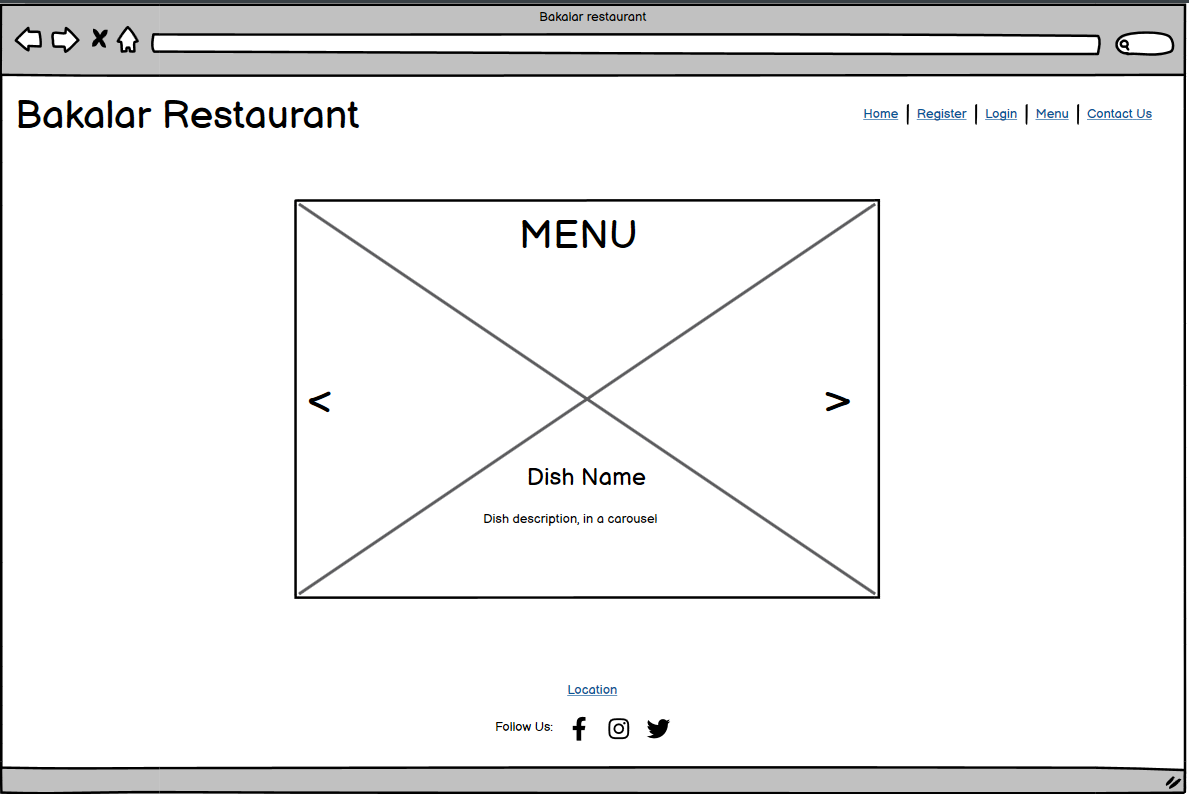 Bakalar restaurant
Bakalar Restaurant
Home | Register | Login | Menu | Contact Us
MENU
< >
Dish Name
Dish description, in a carousel
Location
Follow Us: